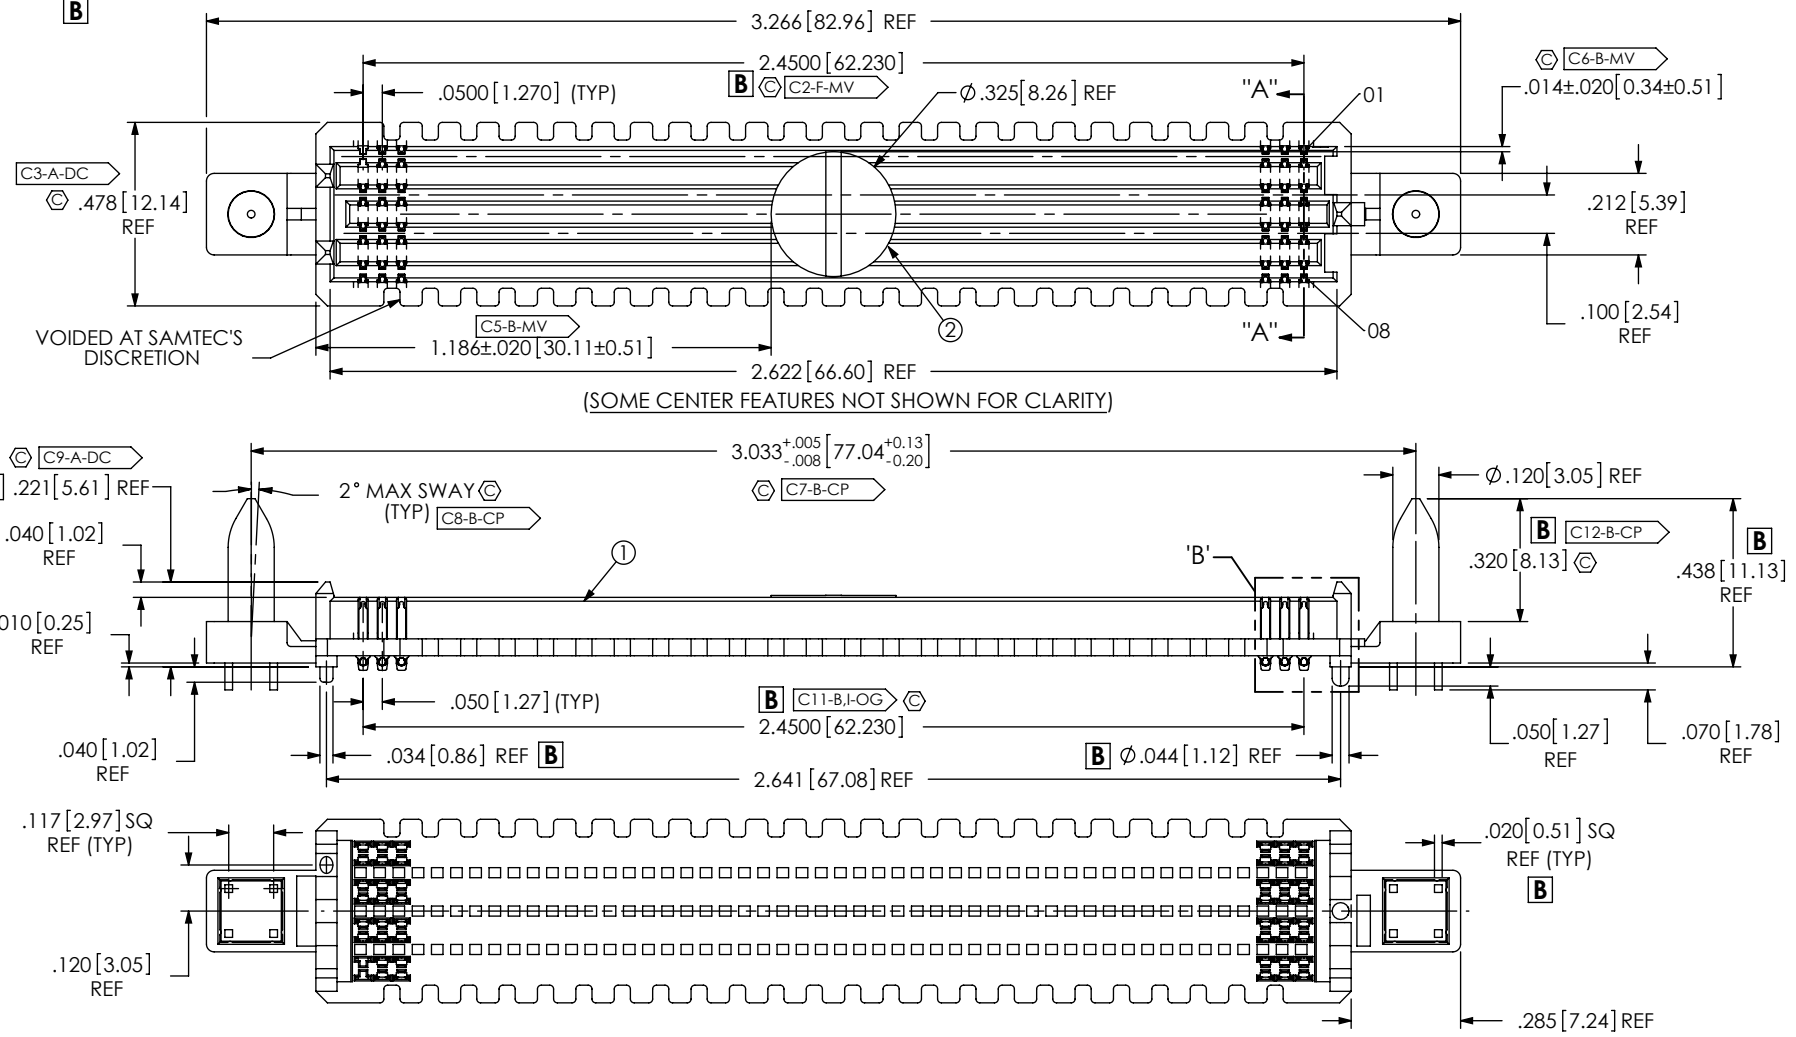 B
3.266[82.96] REF
2.4500[62.230]
B C C2-F-MV
.0500[1.270] (TYP)
Ø.325[8.26] REF
"A"
01
C C6-B-MV
.014±.020[0.34±0.51]
C3-A-DC
C .478[12.14]
REF
.212[5.39]
REF
.100[2.54]
REF
VOIDED AT SAMTEC'S
DISCRETION
C5-B-MV
1.186±.020[30.11±0.51]
2
"A"
08
2.622[66.60] REF
(SOME CENTER FEATURES NOT SHOWN FOR CLARITY)
3.033+.005-.008[77.04+0.13-0.20]
C C7-B-CP
C C9-A-DC
] .221[5.61] REF
2° MAX SWAY C
(TYP) C8-B-CP
Ø.120[3.05] REF
.040[1.02]
REF
1
'B'
B C12-B-CP
.320[8.13] C
B
.438[11.13]
REF
010[0.25]
REF
.050[1.27] (TYP)
B C11-B,I-OG C
2.4500[62.230]
.040[1.02]
REF
.034[0.86] REF B
B Ø.044[1.12] REF
.050[1.27]
REF
.070[1.78]
REF
2.641[67.08] REF
.117[2.97] SQ
REF (TYP)
.020[0.51] SQ
REF (TYP)
B
.120[3.05]
REF
.285[7.24] REF